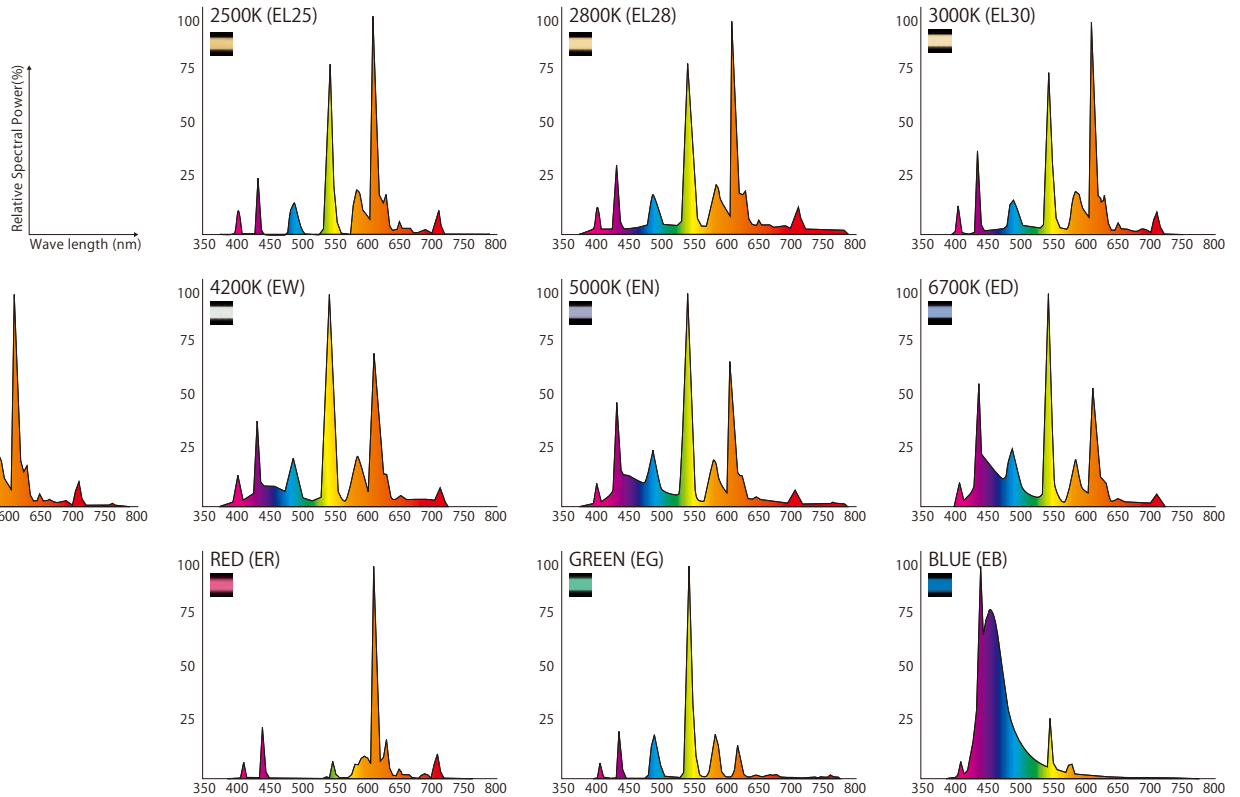 Relative Spectral Power(%)
Wave length (nm)
2500K (EL25)
100
75
50
25
350 400 450 500 550 600 650 700 750 800
2800K (EL28)
100
75
50
25
350 400 450 500 550 600 650 700 750 800
3000K (EL30)
100
75
50
25
350 400 450 500 550 600 650 700 750 800
600 650 700 750 800
4200K (EW)
100
75
50
25
350 400 450 500 550 600 650 700 750 800
5000K (EN)
100
75
50
25
350 400 450 500 550 600 650 700 750 800
6700K (ED)
100
75
50
25
350 400 450 500 550 600 650 700 750 800
RED (ER)
100
75
50
25
350 400 450 500 550 600 650 700 750 800
GREEN (EG)
100
75
50
25
350 400 450 500 550 600 650 700 750 800
BLUE (EB)
100
75
50
25
350 400 450 500 550 600 650 700 750 800